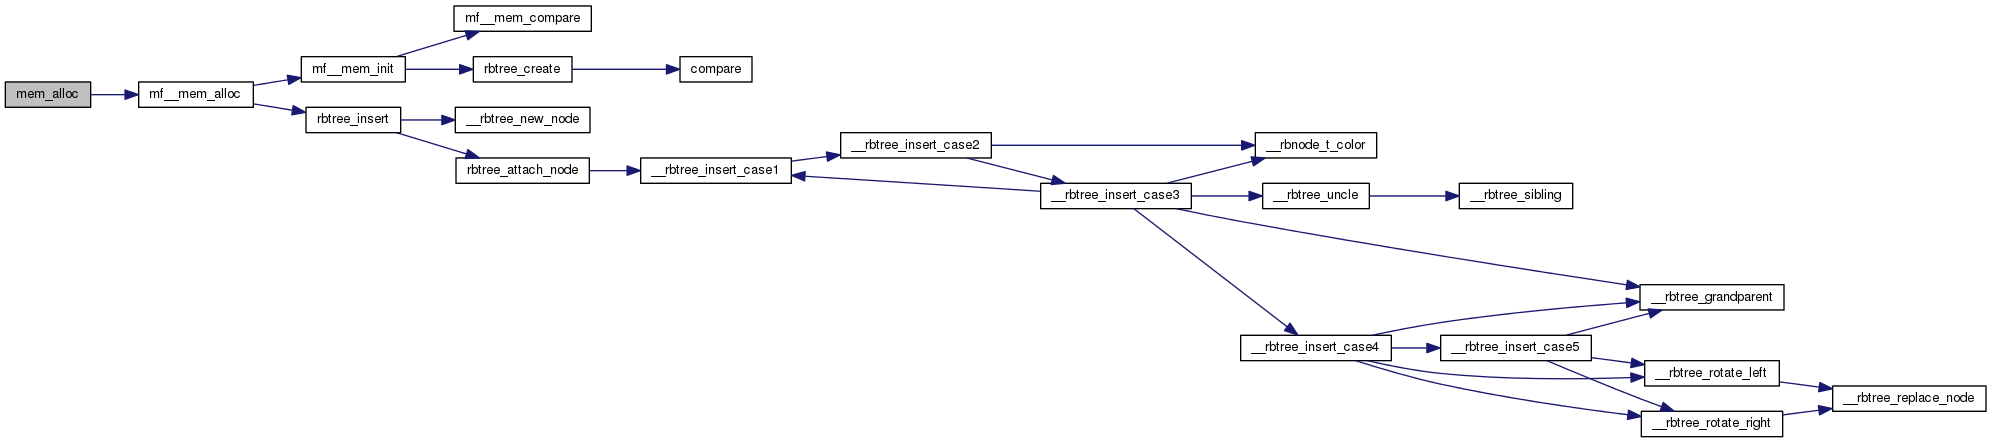 mf__mem_compare
mf__mem_init
rbtree_create
compare
mem_alloc
mf__mem_alloc
rbtree_insert
__rbtree_new_node
__rbtree_insert_case2
__rbnode_t_color
rbtree_attach_node
__rbtree_insert_case1
__rbtree_insert_case3
__rbtree_uncle
__rbtree_sibling
__rbtree_grandparent
__rbtree_insert_case4
__rbtree_insert_case5
__rbtree_rotate_left
__rbtree_replace_node
__rbtree_rotate_right